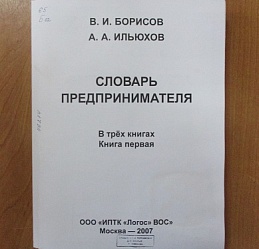 В. И. БОРИСОВ
А. А. ИЛЬЮХОВ
СЛОВАРЬ
ПРЕДПРИНИМАТЕЛЯ
В трёх книгах
Книга первая
ООО «ИПТК «Логос» ВОС»
Москва — 2007